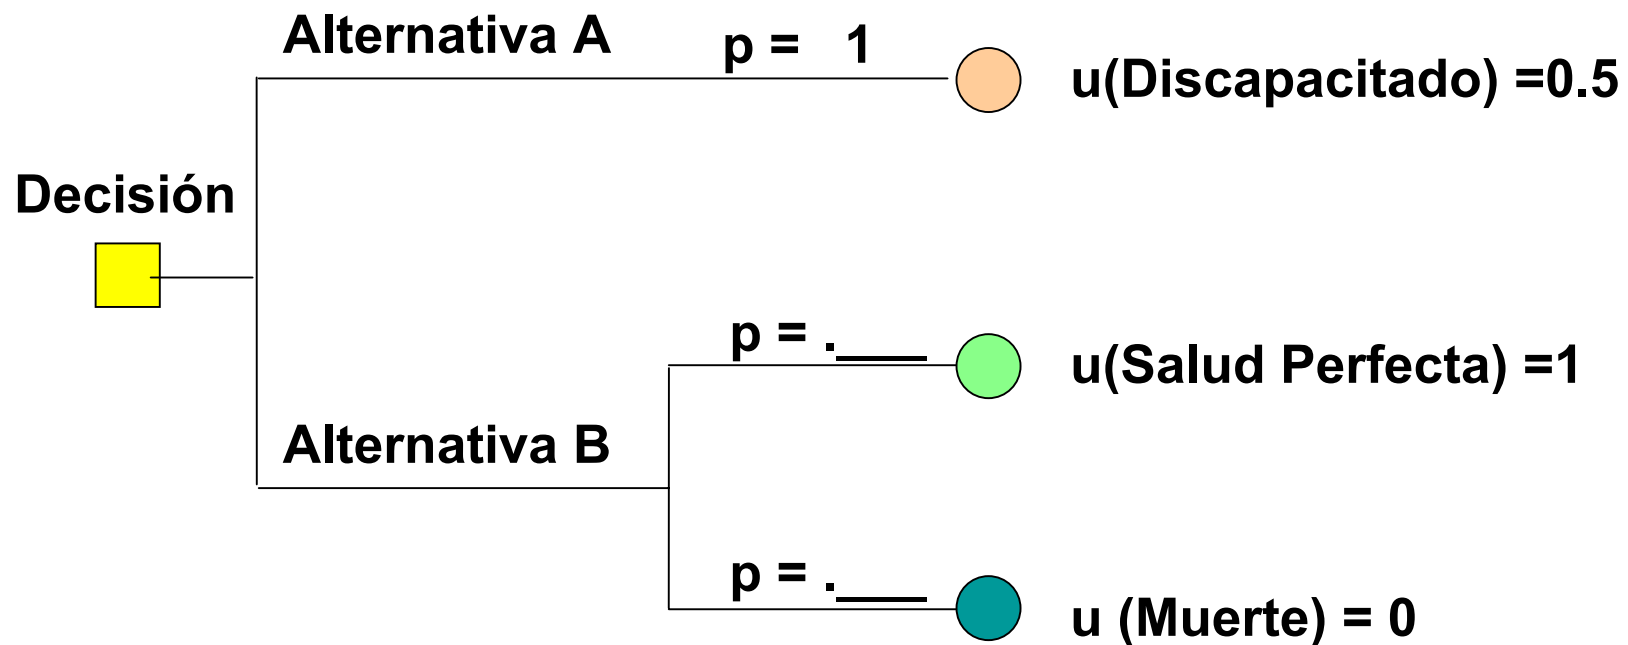 Alternativa A
p = 1
u(Discapacitado) =0.5
Decisión
p = .___
u(Salud Perfecta) =1
Alternativa B
p = .___
u (Muerte) = 0